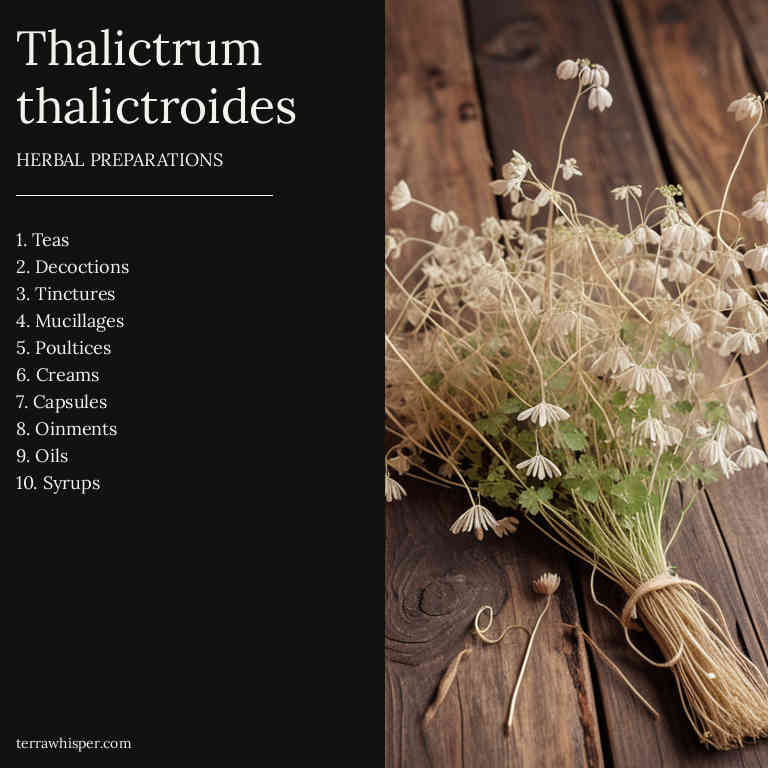 Thalictrum
thalictroides
HERBAL PREPARATIONS
1. Teas
2. Decoctions
3. Tinctures
4. Mucillages
5. Poultices
6. Creams
7. Capsules
8. Oinments
9. Oils
10. Syrups
terrawhisper.com